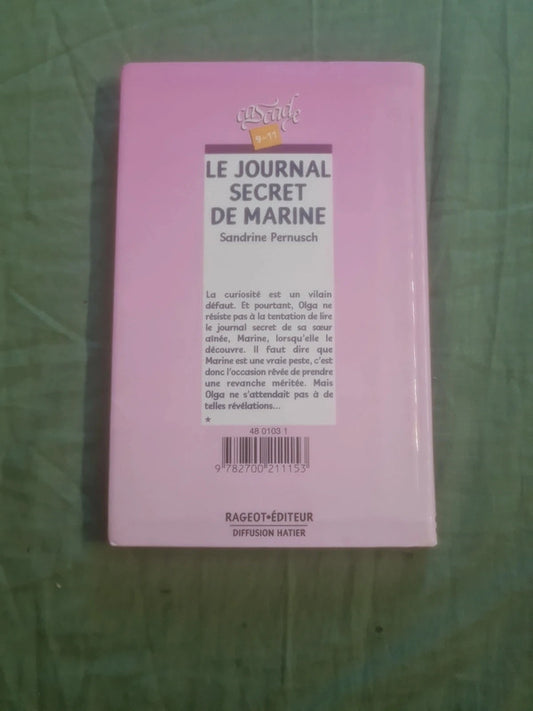 cascade
9-11
LE JOURNAL
SECRET
DE MARINE
Sandrine Pernusch
La curiosité est un vilain
défaut. Et pourtant, Olga ne
résiste pas à la tentation de lire
le journal secret de sa sœur
aînée, Marine, lorsqu'elle le
découvre. Il faut dire que
Marine est une vraie peste, c'est
donc l'occasion rêvée de prendre
une revanche méritée. Mais
Olga ne s'attendait pas à de
telles révélations...
*
48 0103 1
9 782700 211153
RAGEOT•ÉDITEUR
DIFFUSION HATIER